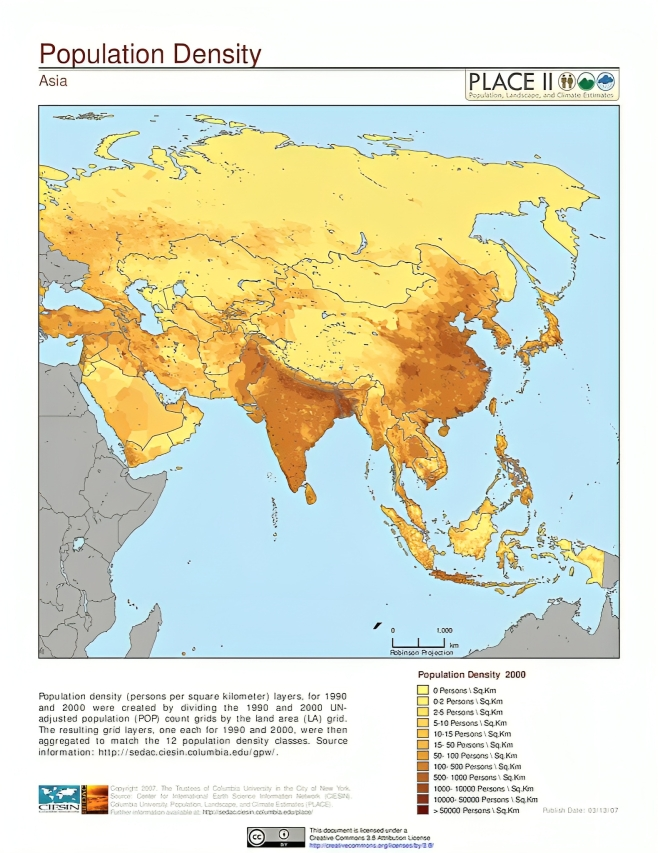 Population Density
Asia
PLACE II
Population, Landscape, and Climate Estimates
0 1,000
km
Robinson Projection
Population Density 2000
0 Persons \ Sq.Km
0-2 Persons \ Sq.Km
2-5 Persons \ Sq.Km
5-10 Persons \ Sq.Km
10-15 Persons \ Sq.Km
15- 50 Persons \ Sq.Km
50- 100 Persons \ Sq.Km
100- 500 Persons \ Sq.Km
500- 1000 Persons \ Sq.Km
1000- 10000 Persons \ Sq.Km
10000- 50000 Persons \ Sq.Km
> 50000 Persons \ Sq.Km
Population density (persons per square kilometer) layers, for 1990
and 2000 were created by dividing the 1990 and 2000 UN-
adjusted population (POP) count grids by the land area (LA) grid.
The resulting grid layers, one each for 1990 and 2000, were then
aggregated to match the 12 population density classes. Source
information: http://sedac.ciesin.columbia.edu/gpw/.
CIESIN
Copyright 2007, The Trustees of Columbia University in the City of New York.
Source: Center for International Earth Science Information Network (CIESIN),
Columbia University. Population, Landscape, and Climate Estimates (PLACE).
Further information available at: http://sedac.ciesin.columbia.edu/place/
Publish Date: 03/13/07
cc
BY
This document is licensed under a
Creative Commons 3.0 Attribution License
http://creativecommons.org/licenses/by/3.0/